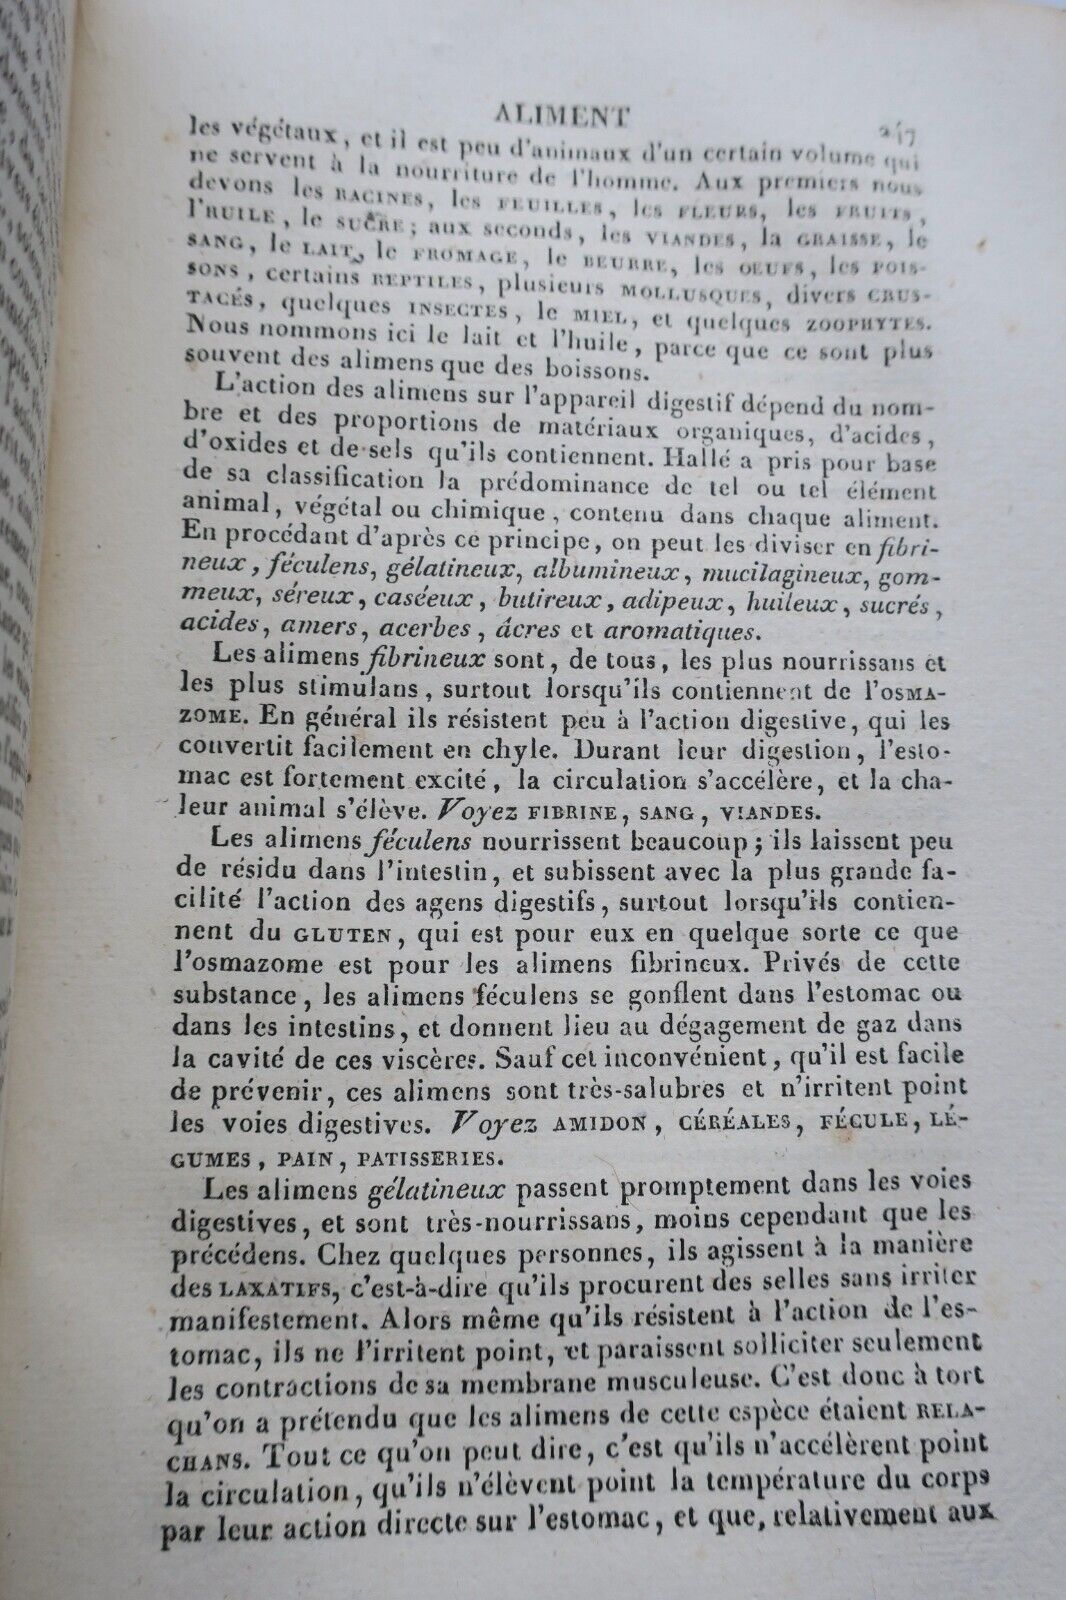 ALIMENT 247
les végétaux, et il est peu d'animaux d'un certain volume qui
ne servent à la nourriture de l'homme. Aux premiers nous
devons les RACINES, les FEUILLES, les FLEURS, les FRUITS,
l'HUILE, le SUCRE; aux seconds, les VIANDES, la GRAISSE, le
SANG, le LAIT, le FROMAGE, le BEURRE, les OEUFS, les POIS-
SONS, certains REPTILES, plusieurs MOLLUSQUES, divers CRUS-
TACÉS, quelques INSECTES, le MIEL, et quelques ZOOPHYTES.
Nous nommons ici le lait et l'huile, parce que ce sont plus
souvent des alimens que des boissons.
L'action des alimens sur l'appareil digestif dépend du nom-
bre et des proportions de matériaux organiques, d'acides,
d'oxides et de sels qu'ils contiennent. Hallé a pris pour base
de sa classification la prédominance de tel ou tel élément
animal, végétal ou chimique, contenu dans chaque aliment.
En procédant d'après ce principe, on peut les diviser en fibri-
neux, féculens, gélatineux, albumineux, mucilagineux, gom-
meux, séreux, caséeux, butireux, adipeux, huileux, sucrés,
acides, amers, acerbes, âcres et aromatiques.
Les alimens fibrineux sont, de tous, les plus nourrissans et
les plus stimulans, surtout lorsqu'ils contiennent de l'OSMA-
ZOME. En général ils résistent peu à l'action digestive, qui les
convertit facilement en chyle. Durant leur digestion, l'esto-
mac est fortement excité, la circulation s'accélère, et la cha-
leur animal s'élève. Voyez FIBRINE, SANG, VIANDES.
Les alimens féculens nourrissent beaucoup; ils laissent peu
de résidu dans l'intestin, et subissent avec la plus grande fa-
cilité l'action des agens digestifs, surtout lorsqu'ils contien-
nent du GLUTEN, qui est pour eux en quelque sorte ce que
l'osmazome est pour les alimens fibrineux. Privés de cette
substance, les alimens féculens se gonflent dans l'estomac ou
dans les intestins, et donnent lieu au dégagement de gaz dans
la cavité de ces viscères. Sauf cet inconvénient, qu'il est facile
de prévenir, ces alimens sont très-salubres et n'irritent point
les voies digestives. Voyez AMIDON, CÉRÉALES, FÉCULE, LÉ-
GUMES, PAIN, PATISSERIES.
Les alimens gélatineux passent promptement dans les voies
digestives, et sont très-nourrissans, moins cependant que les
précédens. Chez quelques personnes, ils agissent à la manière
des LAXATIFS, c'est-à-dire qu'ils procurent des selles sans irriter
manifestement. Alors même qu'ils résistent à l'action de l'es-
tomac, ils ne l'irritent point, et paraissent solliciter seulement
les contractions de sa membrane musculeuse. C'est donc à tort
qu'on a prétendu que les alimens de cette espèce étaient RELA-
CHANS. Tout ce qu'on peut dire, c'est qu'ils n'accélèrent point
la circulation, qu'ils n'élèvent point la température du corps
par leur action directe sur l'estomac, et que, relativement aux